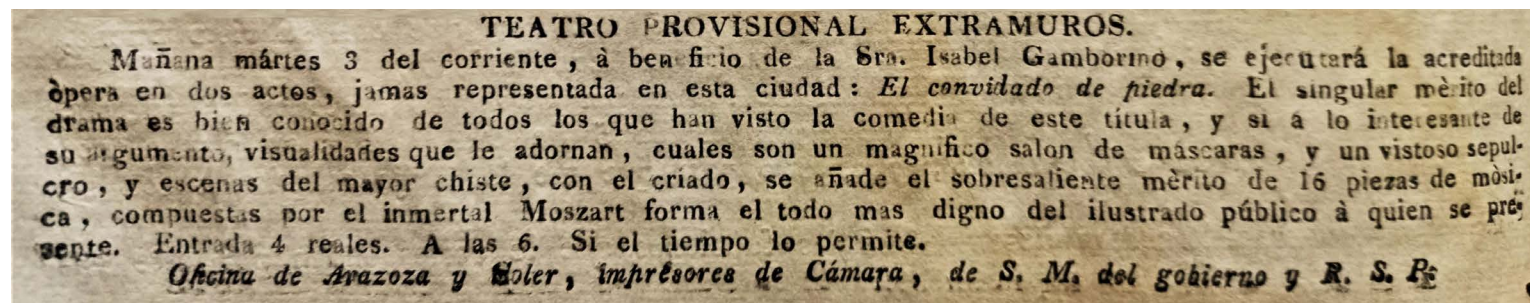 TEATRO PROVISIONAL EXTRAMUROS.
Mañana mártes 3 del corriente, à beneficio de la Sra. Isabel Gamborino, se ejecutará la acreditada
òpera en dos actos, jamas representada en esta ciudad: El convidado de piedra. El singular mèrito del
drama es bien conocido de todos los que han visto la comedia de este títula, y si à lo interesante de
su argumento, visualidades que le adornan, cuales son un magnifico salon de màscaras, y un vistoso sepul-
cro, y escenas del mayor chiste, con el criado, se añade el sobresaliente mèrito de 16 piezas de mòsi-
ca, compuestas por el inmertal Moszart forma el todo mas digno del ilustrado público à quien se pre-
sente. Entrada 4 reales. A las 6. Si el tiempo lo permite.
Oficina de Arazoza y Soler, impresores de Cámara, de S. M. del gobierno y R. S. P.